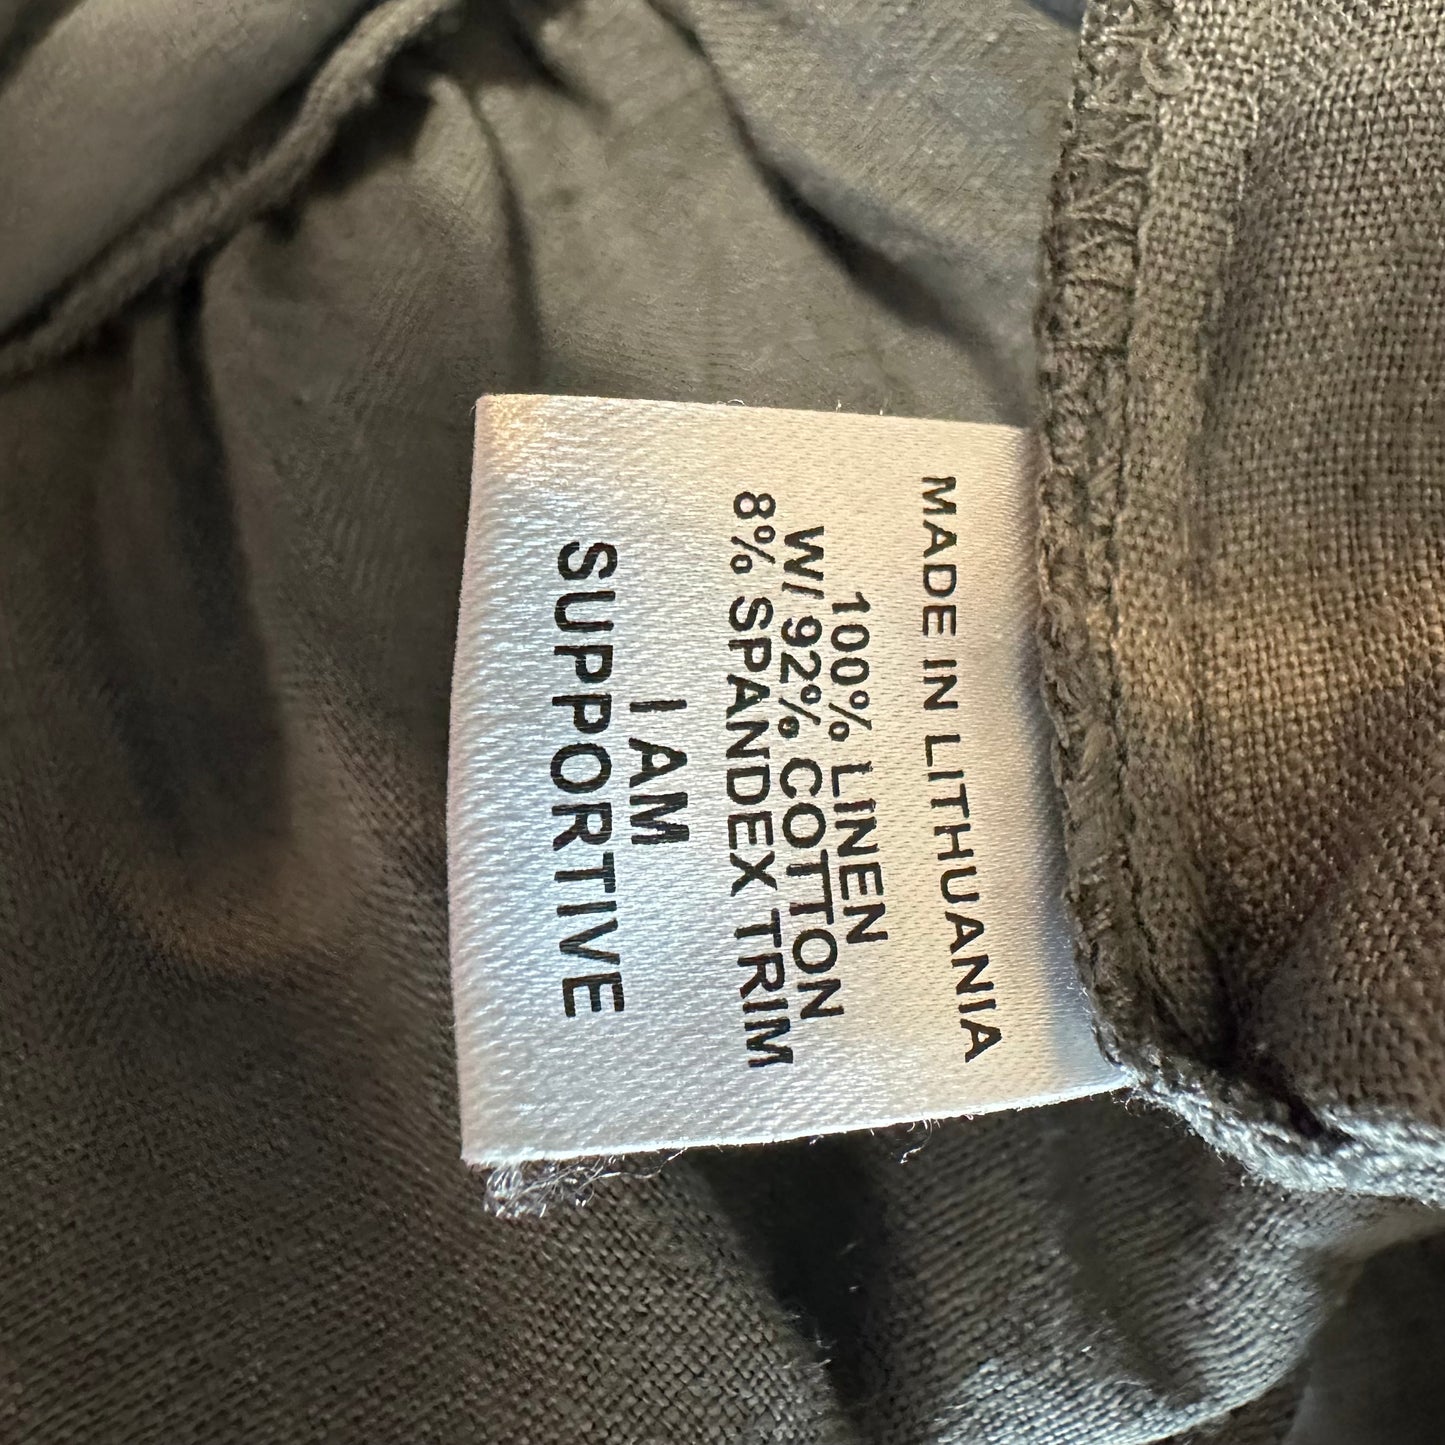 MADE IN LITHUANIA
100% LINEN
W/ 92% COTTON
8% SPANDEX TRIM
I AM
SUPPORTIVE